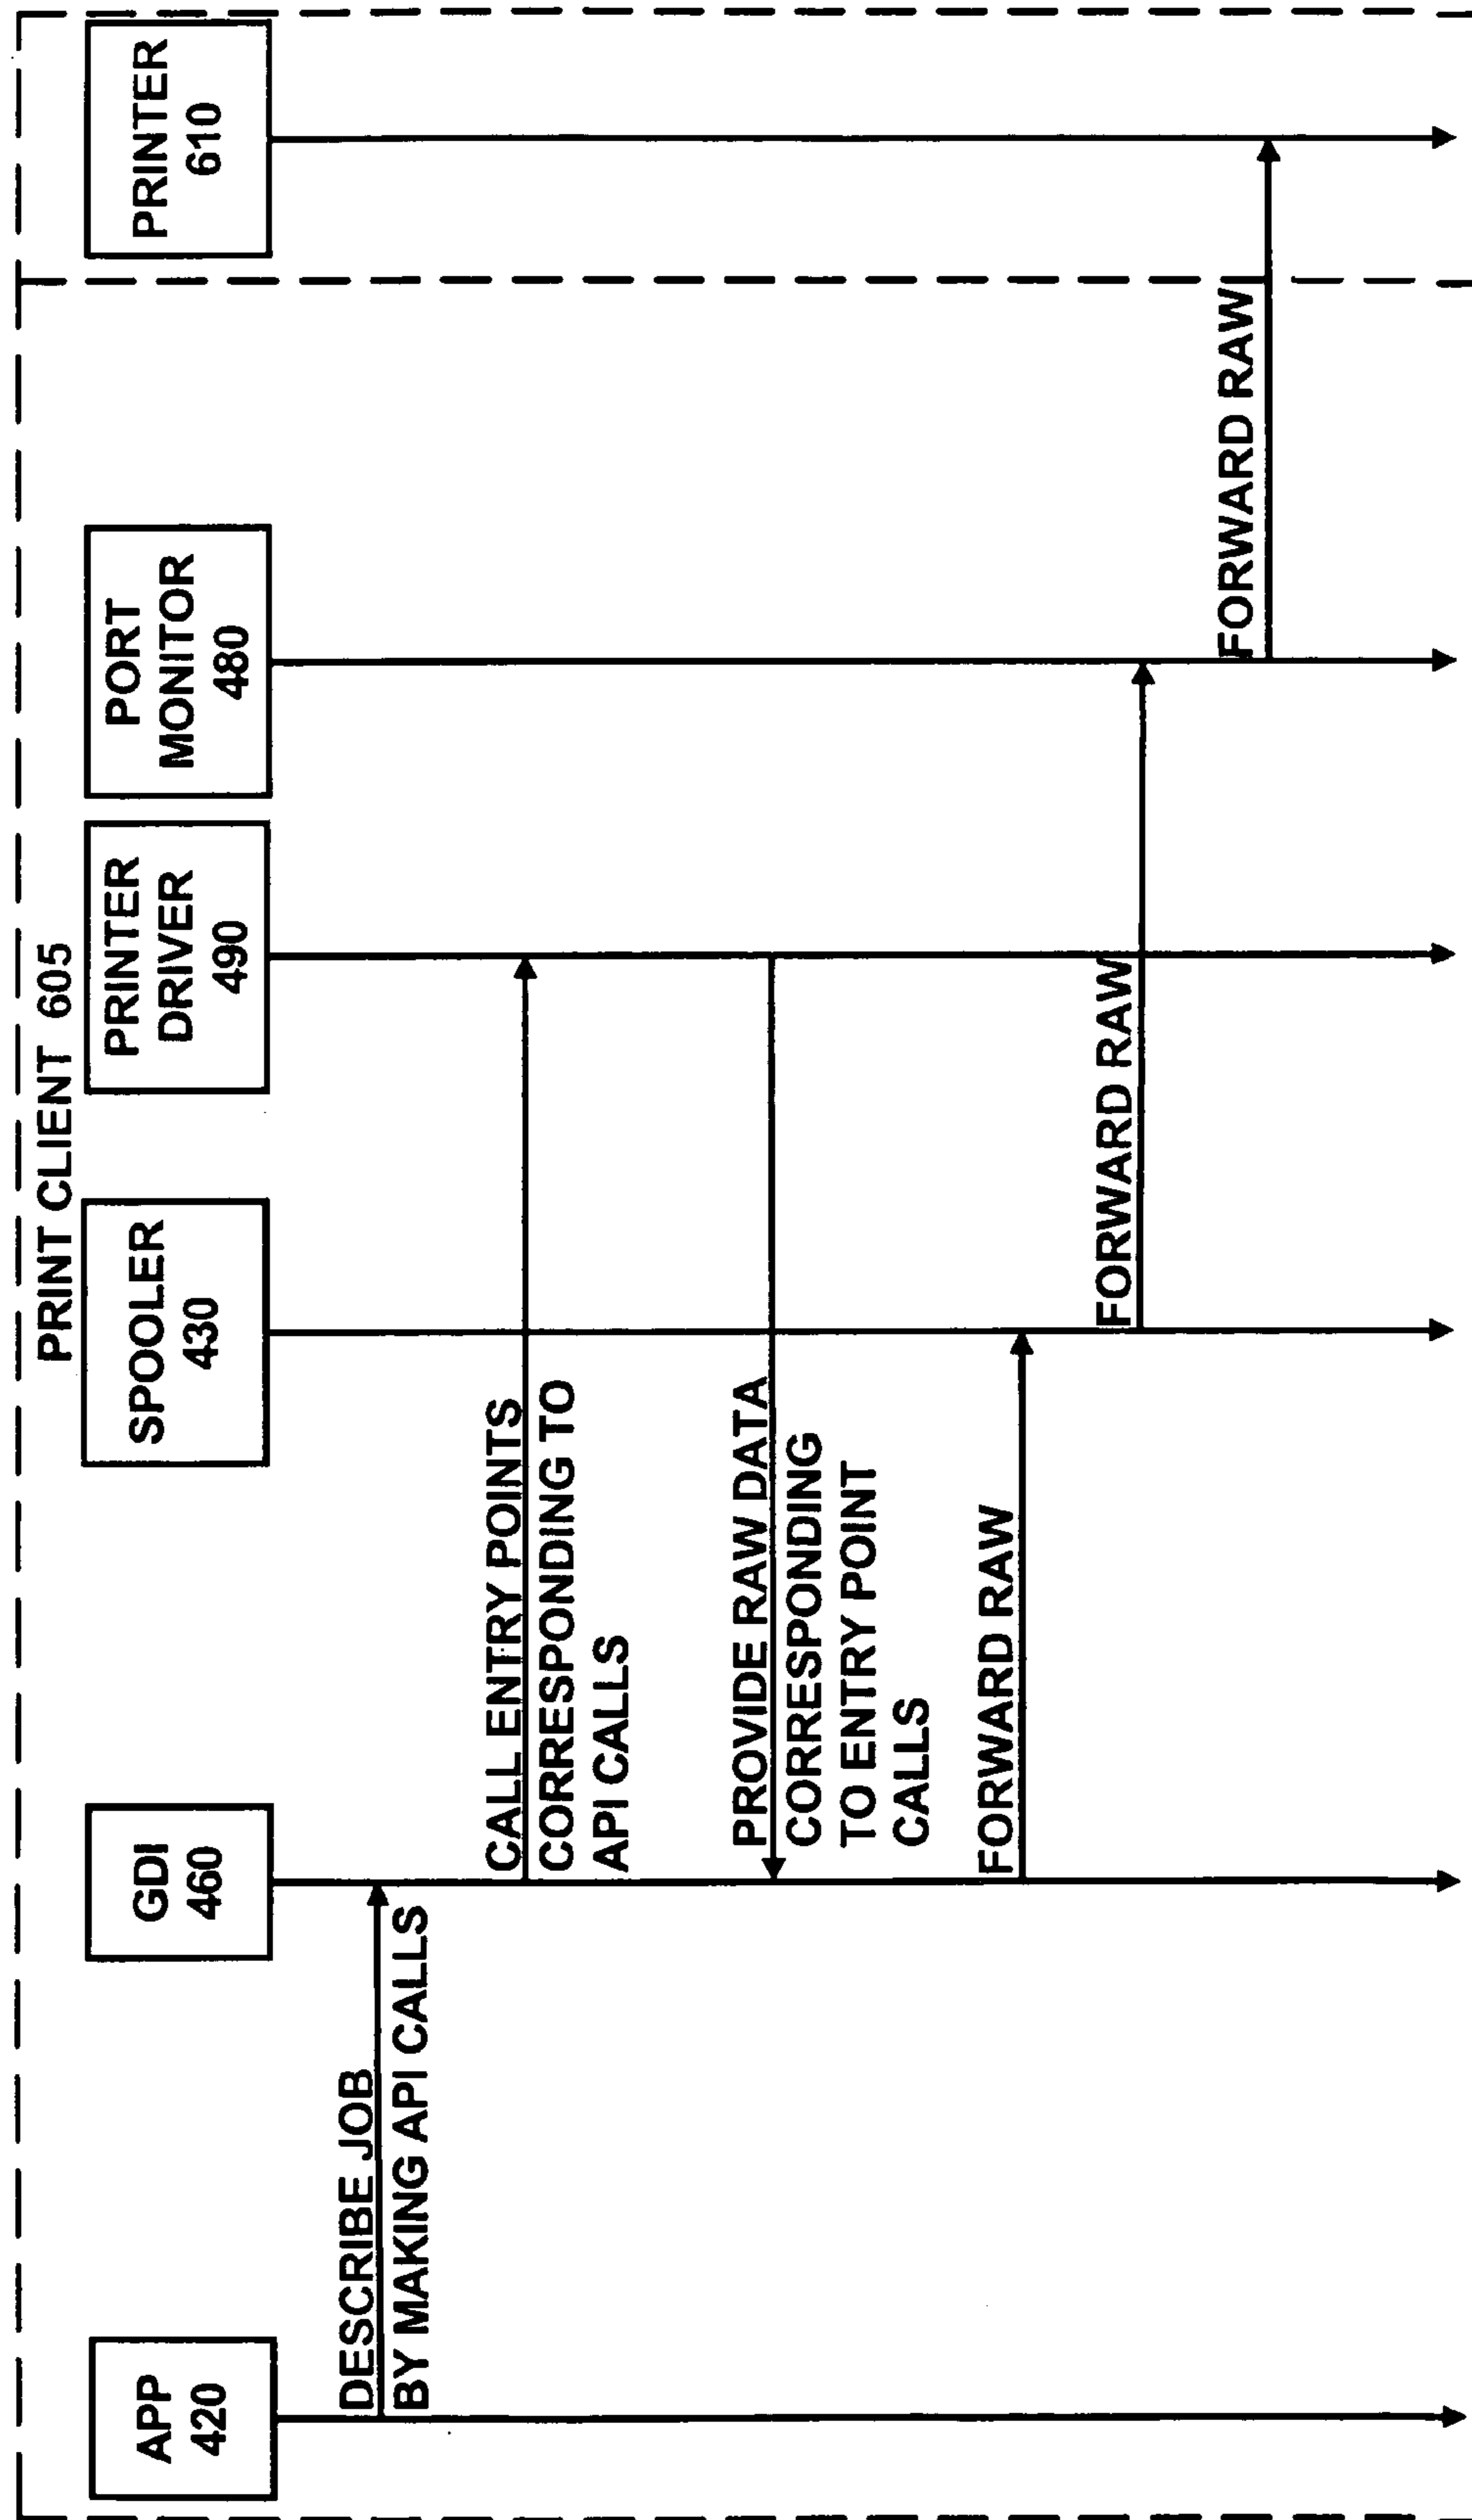 PRINT CLIENT 605
APP
420
GDI
460
SPOOLER
430
PRINTER
DRIVER
490
PORT
MONITOR
480
PRINTER
610
DESCRIBE JOB
BY MAKING API CALLS
CALL ENTRY POINTS
CORRESPONDING TO
API CALLS
PROVIDE RAW DATA
CORRESPONDING
TO ENTRY POINT
CALLS
FORWARD RAW
FORWARD RAW
FORWARD RAW